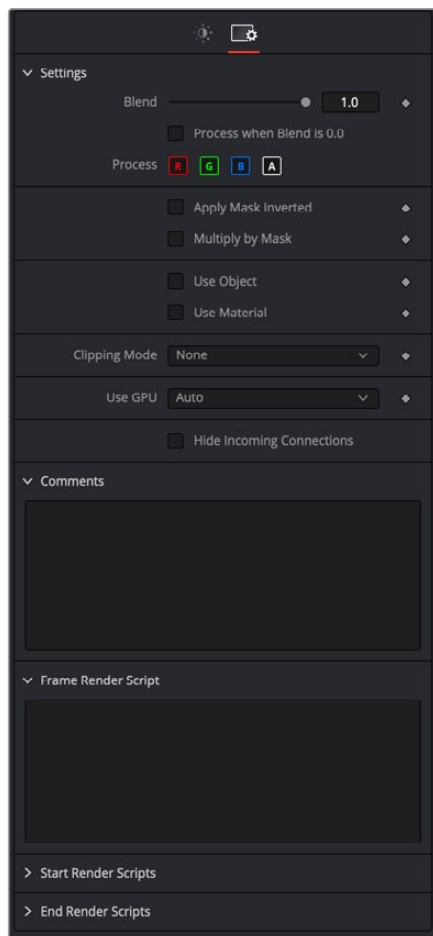 Settings
Blend 1.0
Process when Blend is 0.0
Process R G B A
Apply Mask Inverted
Multiply by Mask
Use Object
Use Material
Clipping Mode None
Use GPU Auto
Hide Incoming Connections
Comments
Frame Render Script
Start Render Scripts
End Render Scripts